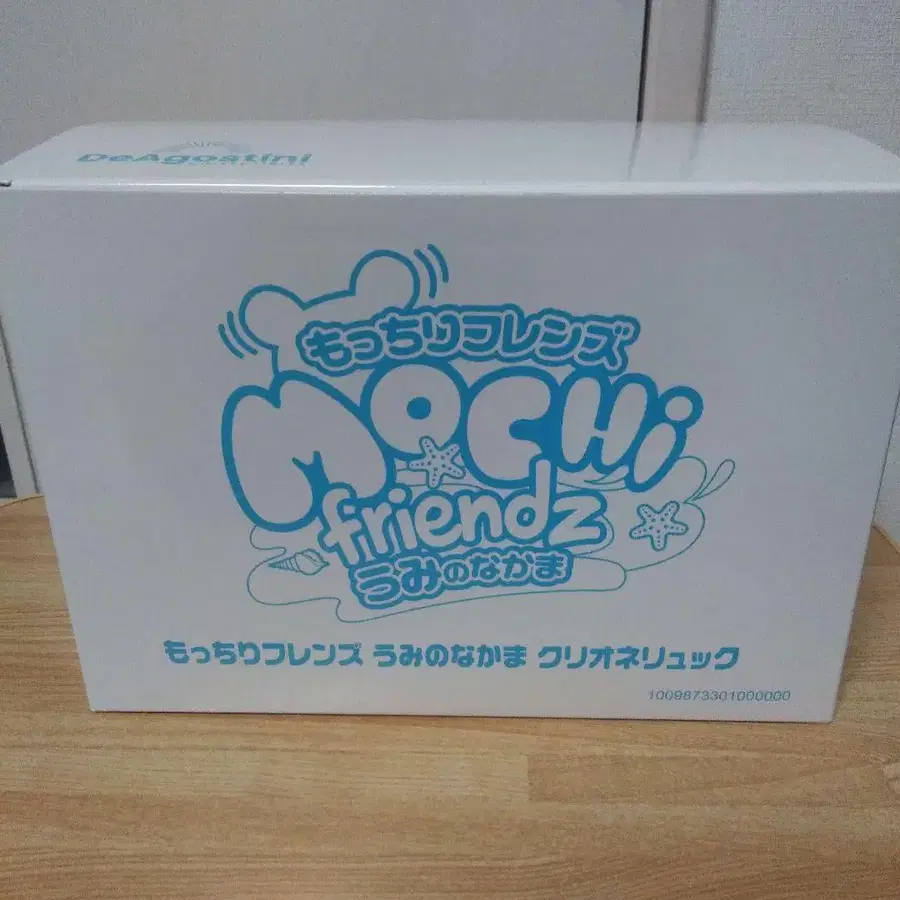 DeAgostini
もっちりフレンズ
MOCHi
friendz
うみのなかま
もっちりフレンズ うみのなかま クリオネリュック
1009873301000000